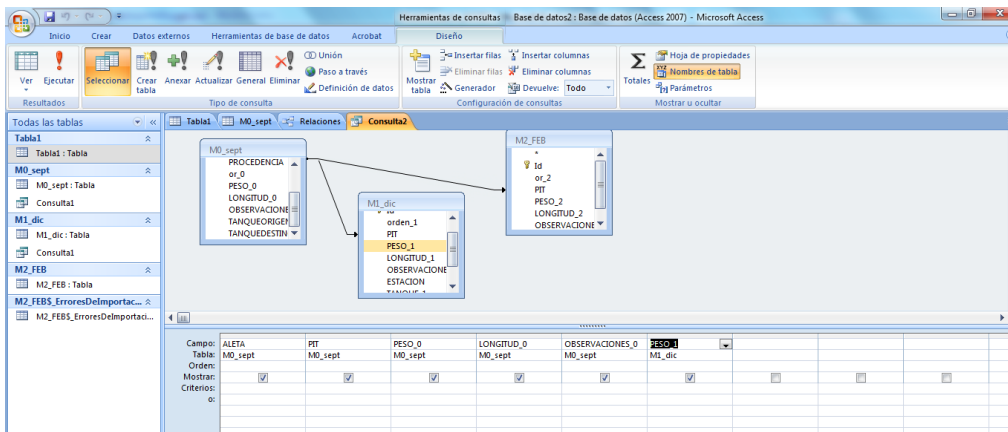 Herramientas de consultas Base de datos2 : Base de datos (Access 2007) - Microsoft Access
Inicio Crear Datos externos Herramientas de base de datos Acrobat Diseño
Ver Ejecutar Seleccionar Crear tabla Anexar Actualizar General Eliminar
Unión
Paso a través
Definición de datos
Mostrar tabla
Insertar filas Insertar columnas
Eliminar filas Eliminar columnas
Generador Devuelve: Todo
Totales
Hoja de propiedades
Nombres de tabla
Parámetros
Resultados Tipo de consulta Configuración de consultas Mostrar u ocultar
Todas las tablas «
Tabla1
Tabla1 : Tabla
M0_sept
M0_sept : Tabla
Consulta1
M1_dic
M1_dic : Tabla
Consulta1
M2_FEB
M2_FEB : Tabla
M2_FEB$_ErroresDeImportac...
M2_FEB$_ErroresDeImportaci...
Tabla1 M0_sept Relaciones Consulta2
M0_sept
PROCEDENCIA
or_0
PESO_0
LONGITUD_0
OBSERVACIONE
TANQUEORIGEN
TANQUEDESTIN
M1_dic
Id
orden_1
PIT
PESO_1
LONGITUD_1
OBSERVACIONE
ESTACION
TANQUE_1
M2_FEB
*
Id
or_2
PIT
PESO_2
LONGITUD_2
OBSERVACIONE
Campo: ALETA PIT PESO_0 LONGITUD_0 OBSERVACIONES_0 PESO_1
Tabla: M0_sept M0_sept M0_sept M0_sept M0_sept M1_dic
Orden:
Mostrar:
Criterios:
o: